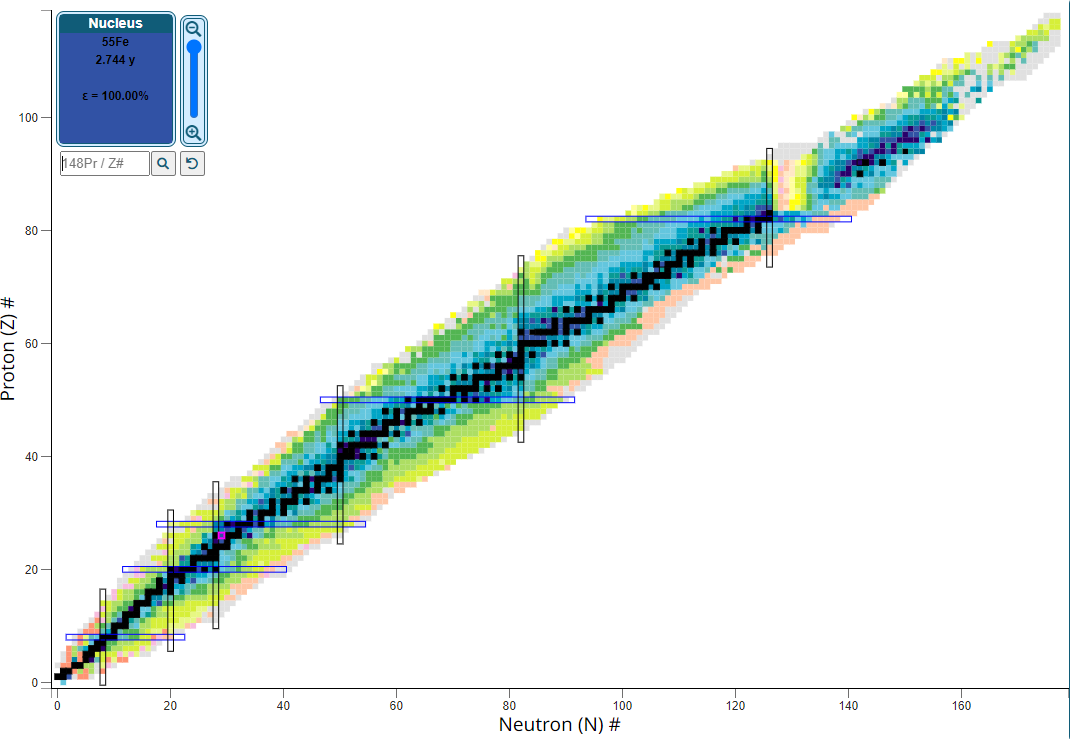 Nucleus
55Fe
2.744 y
ε = 100.00%
148Pr / Z#
Proton (Z) #
100
80
60
40
20
0
0 20 40 60 80 100 120 140 160
Neutron (N) #